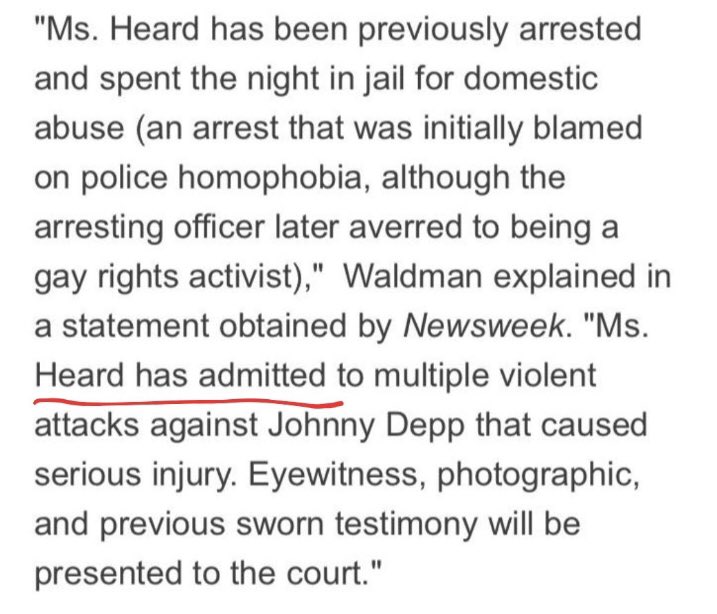 "Ms. Heard has been previously arrested
and spent the night in jail for domestic
abuse (an arrest that was initially blamed
on police homophobia, although the
arresting officer later averred to being a
gay rights activist)," Waldman explained in
a statement obtained by Newsweek. "Ms.
Heard has admitted to multiple violent
attacks against Johnny Depp that caused
serious injury. Eyewitness, photographic,
and previous sworn testimony will be
presented to the court."